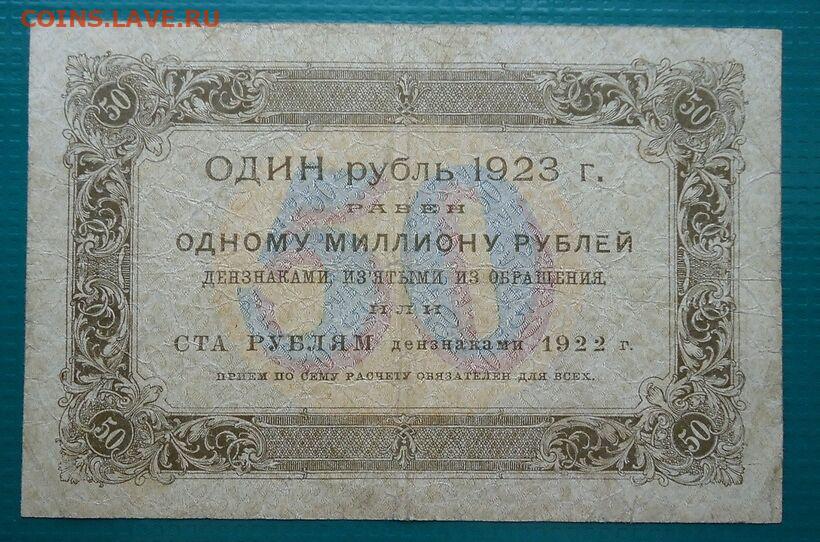 COINS.LAVE.RU
50 50
ОДИН рубль 1923 г.
РАВЕН
ОДНОМУ МИЛЛИОНУ РУБЛЕЙ
ДЕНЗНАКАМИ, ИЗ'ЯТЫМИ ИЗ ОБРАЩЕНИЯ,
ИЛИ
СТА РУБЛЯМ дензнаками 1922 г.
ПРИЕМ ПО СЕМУ РАСЧЕТУ ОБЯЗАТЕЛЕН ДЛЯ ВСЕХ.
50
50 50